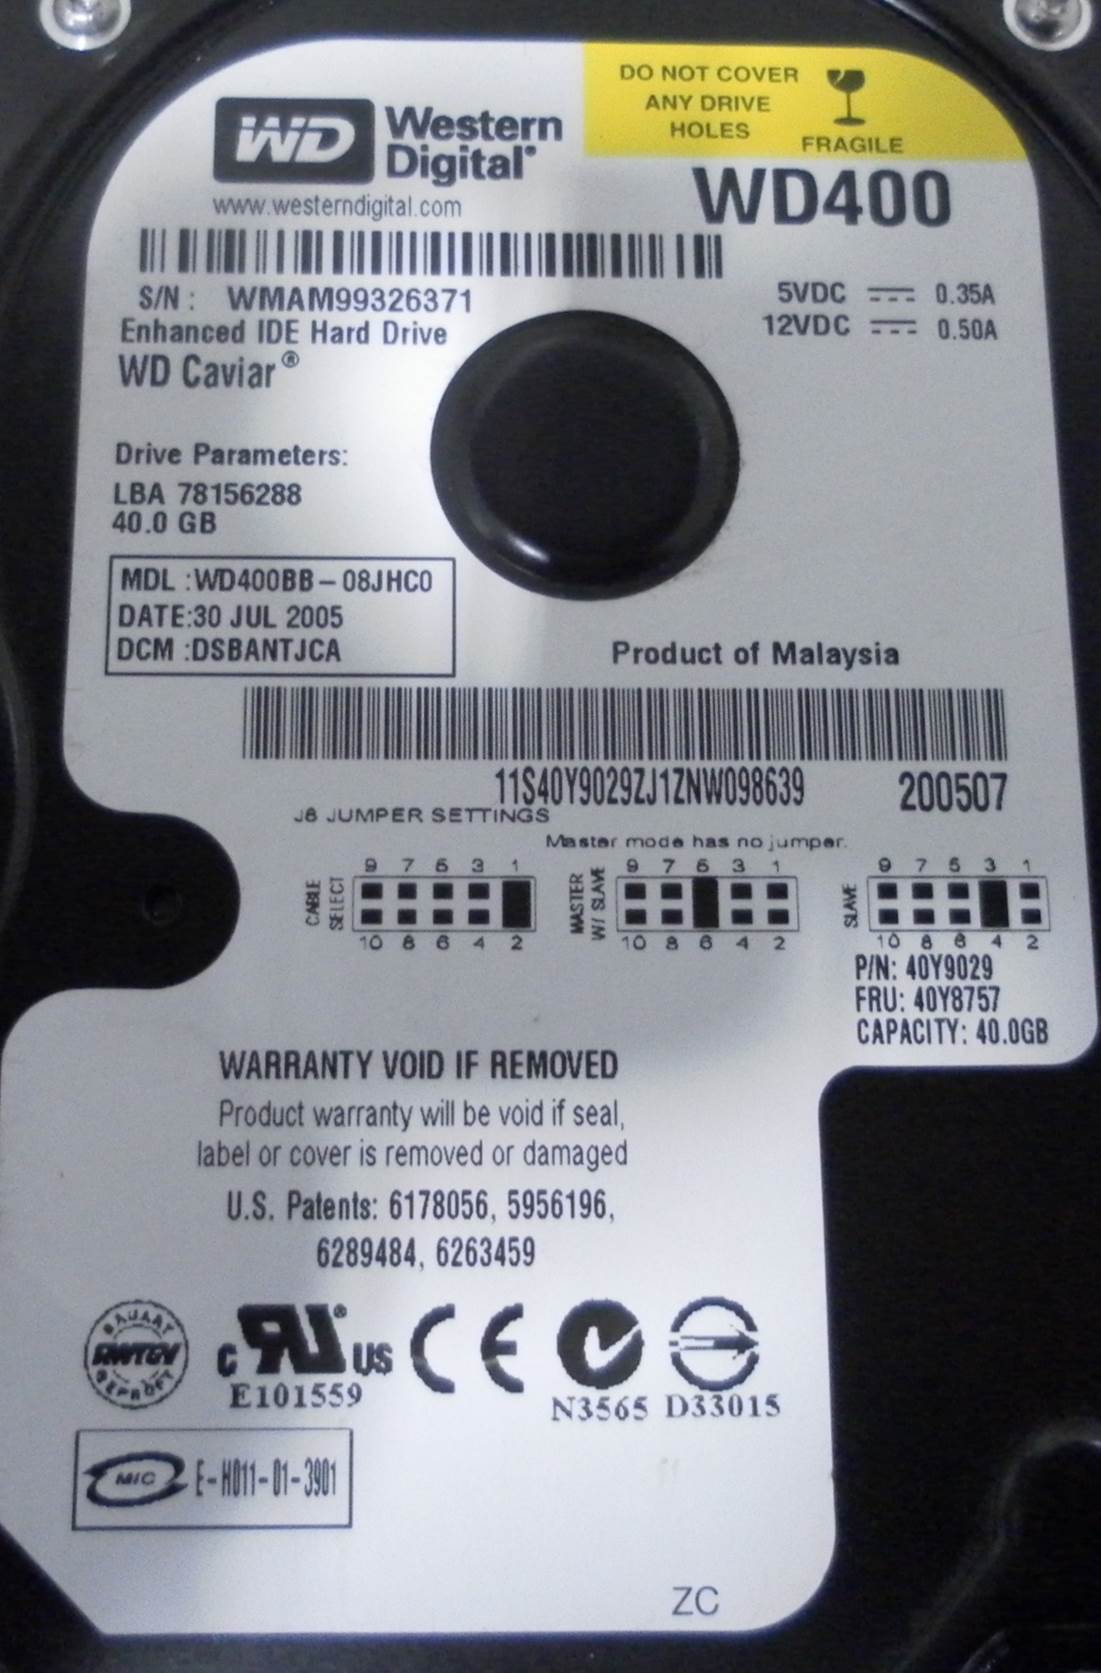 DO NOT COVER
ANY DRIVE
HOLES
FRAGILE
WD Western
Digital®
www.westerndigital.com
WD400
S/N : WMAM99326371
5VDC 0.35A
12VDC 0.50A
Enhanced IDE Hard Drive
WD Caviar®
Drive Parameters:
LBA 78156288
40.0 GB
MDL :WD400BB-08JHC0
DATE:30 JUL 2005
DCM :DSBANTJCA
Product of Malaysia
11S40Y9029ZJ1ZNW098639 200507
J8 JUMPER SETTINGS
Master mode has no jumper.
CABLE
SELECT
9 7 5 3 1
10 8 6 4 2
MASTER
W/ SLAVE
9 7 5 3 1
10 8 6 4 2
SLAVE
9 7 5 3 1
10 8 6 4 2
P/N: 40Y9029
FRU: 40Y8757
CAPACITY: 40.0GB
WARRANTY VOID IF REMOVED
Product warranty will be void if seal,
label or cover is removed or damaged
U.S. Patents: 6178056, 5956196,
6289484, 6263459
BAUART
GEPRÜFT
c US
E101559
CE
N3565 D33015
MIC E-H011-01-3901
ZC